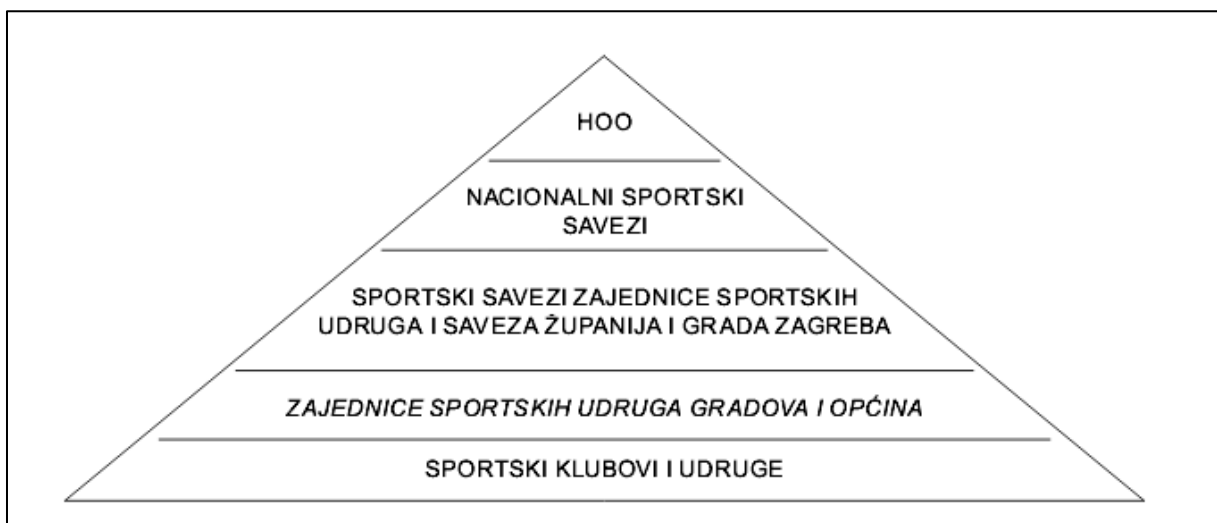 HOO
NACIONALNI SPORTSKI
SAVEZI
SPORTSKI SAVEZI ZAJEDNICE SPORTSKIH
UDRUGA I SAVEZA ŽUPANIJA I GRADA ZAGREBA
ZAJEDNICE SPORTSKIH UDRUGA GRADOVA I OPĆINA
SPORTSKI KLUBOVI I UDRUGE